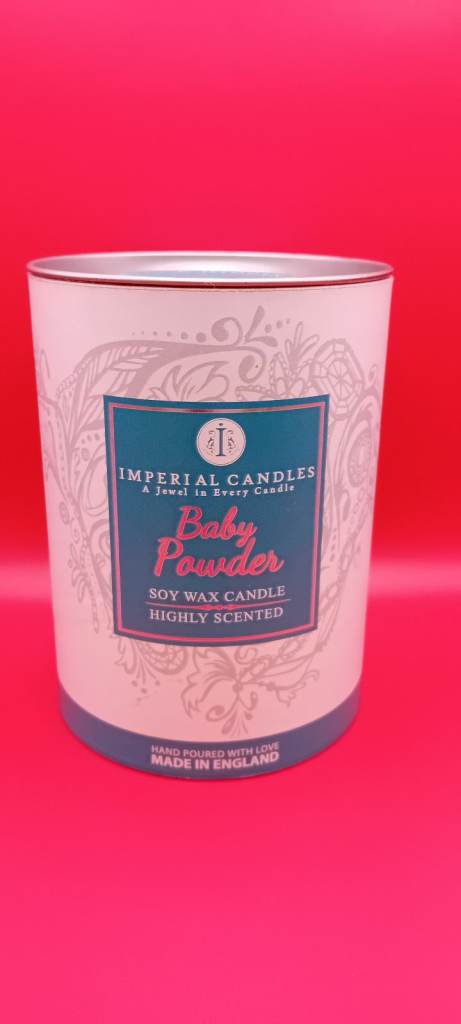 I
IMPERIAL CANDLES
A Jewel in Every Candle
Baby
Powder
SOY WAX CANDLE
HIGHLY SCENTED
HAND POURED WITH LOVE
MADE IN ENGLAND